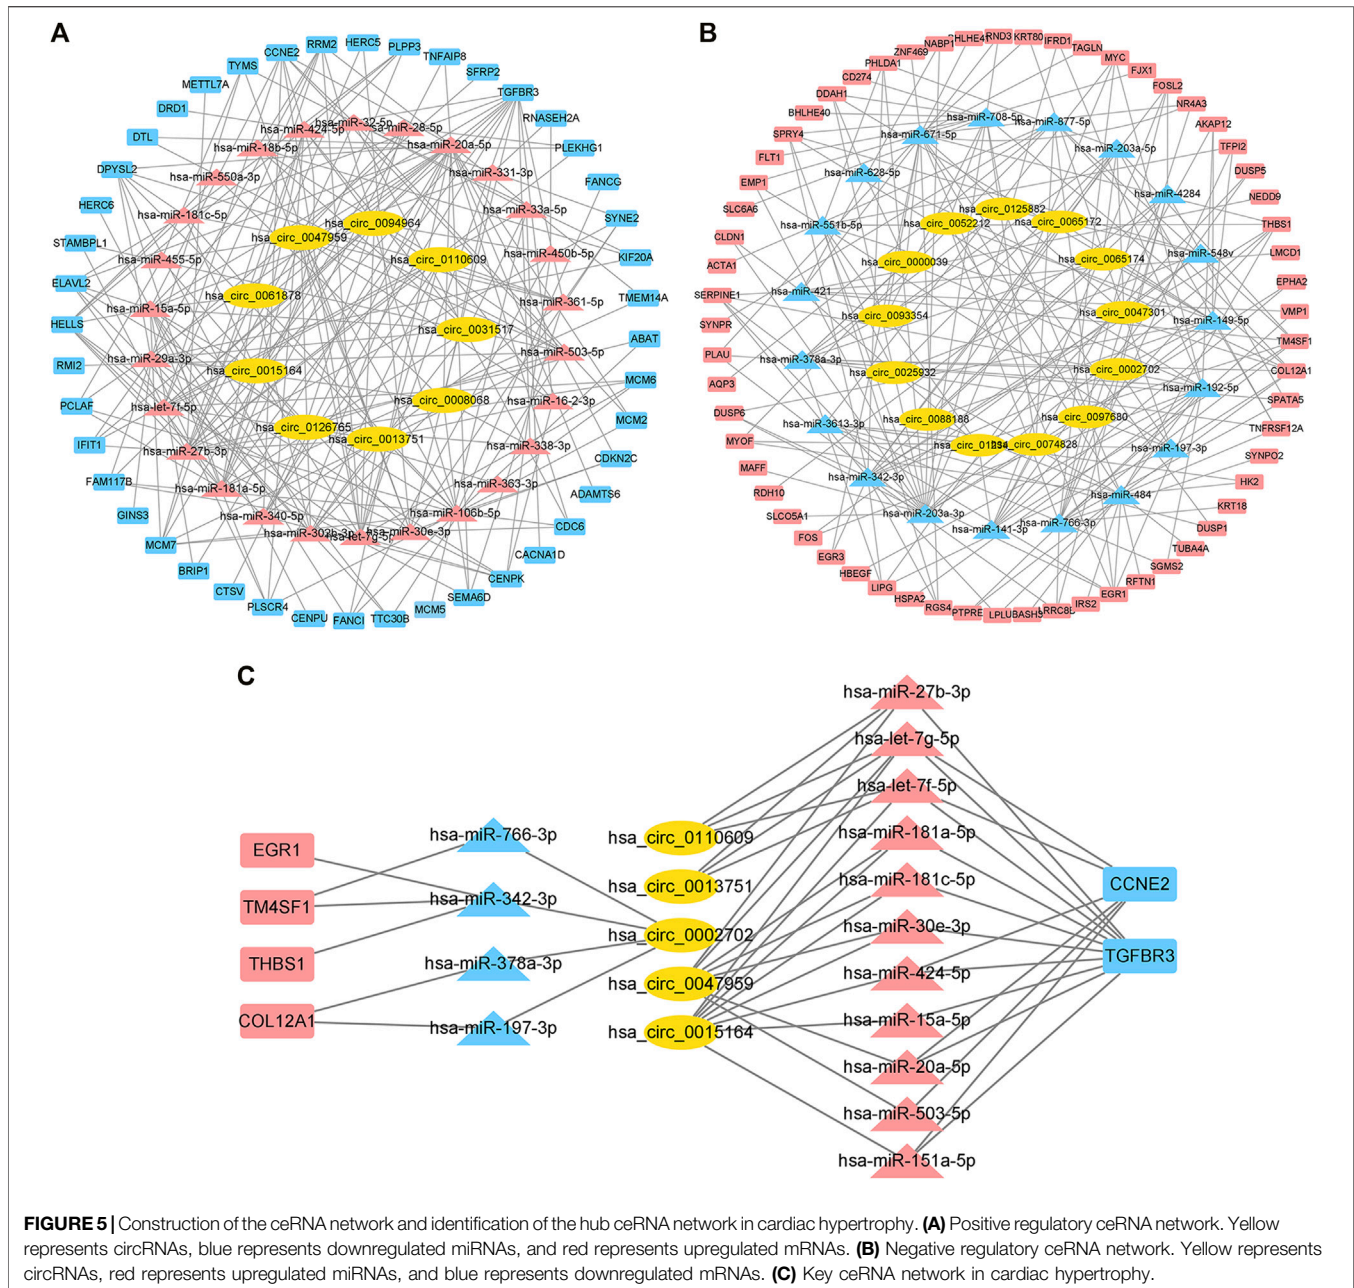 A
CCNE2
RRM2
HERC5
PLPP3
TNFAIP8
SFRP2
TGFBR3
RNASEH2A
PLEKHG1
FANCG
SYNE2
KIF20A
TMEM14A
ABAT
MCM6
MCM2
CDKN2C
ADAMTS6
CDC6
CACNA1D
CENPK
SEMA6D
MCM5
TTC30B
FANCI
CENPU
PLSCR4
CTSV
BRIP1
MCM7
GINS3
FAM117B
IFIT1
PCLAF
RMI2
HELLS
ELAVL2
STAMBPL1
HERC6
DPYSL2
DTL
DRD1
METTL7A
TYMS
hsa-miR-424-5p
hsa-miR-32-5p
hsa-miR-28-5p
hsa-miR-20a-5p
hsa-miR-331-3p
hsa-miR-33a-5p
hsa-miR-450b-5p
hsa-miR-361-5p
hsa-miR-503-5p
hsa-miR-16-2-3p
hsa-miR-338-3p
hsa-miR-363-3p
hsa-miR-106b-5p
hsa-miR-30e-3p
hsa-let-7g-5p
hsa-miR-340-5p
hsa-miR-181a-5p
hsa-miR-27b-3p
hsa-let-7f-5p
hsa-miR-29a-3p
hsa-miR-15a-5p
hsa-miR-455-5p
hsa-miR-181c-5p
hsa-miR-550a-3p
hsa-miR-18b-5p
hsa_circ_0094964
hsa_circ_0047959
hsa_circ_0110609
hsa_circ_0061878
hsa_circ_0031517
hsa_circ_0015164
hsa_circ_0008068
hsa_circ_0126765
hsa_circ_0013751
B
NABP1
BHLHE41
RND3
KRT80
IFRD1
TAGLN
MYC
FJX1
FOSL2
NR4A3
AKAP12
TFPI2
DUSP5
NEDD9
THBS1
LMCD1
EPHA2
VMP1
TM4SF1
COL12A1
SPATA5
TNFRSF12A
SYNPO2
HK2
KRT18
DUSP1
TUBA4A
SGMS2
RFTN1
EGR1
IRS2
LRRC8B
UBASH3
LPL
PTPRE
RGS4
HSPA2
LIPG
HBEGF
EGR3
FOS
SLCO5A1
RDH10
MAFF
MYOF
DUSP6
AQP3
PLAU
SYNPR
SERPINE1
ACTA1
CLDN1
SLC6A6
EMP1
FLT1
SPRY4
BHLHE40
DDAH1
CD274
PHLDA1
ZNF469
hsa-miR-708-5p
hsa-miR-877-5p
hsa-miR-671-5p
hsa-miR-203a-5p
hsa-miR-628-5p
hsa-miR-4284
hsa-miR-551b-5p
hsa-miR-548v
hsa-miR-421
hsa-miR-149-5p
hsa-miR-378a-3p
hsa-miR-192-5p
hsa-miR-3613-3p
hsa-miR-197-3p
hsa-miR-342-3p
hsa-miR-484
hsa-miR-203a-3p
hsa-miR-141-3p
hsa-miR-766-3p
hsa_circ_0125882
hsa_circ_0052212
hsa_circ_0065172
hsa_circ_0000039
hsa_circ_0065174
hsa_circ_0093354
hsa_circ_0047301
hsa_circ_0025932
hsa_circ_0002702
hsa_circ_0088188
hsa_circ_0097680
hsa_circ_0074828
C
EGR1
TM4SF1
THBS1
COL12A1
hsa-miR-766-3p
hsa-miR-342-3p
hsa-miR-378a-3p
hsa-miR-197-3p
hsa_circ_0110609
hsa_circ_0013751
hsa_circ_0002702
hsa_circ_0047959
hsa_circ_0015164
hsa-miR-27b-3p
hsa-let-7g-5p
hsa-let-7f-5p
hsa-miR-181a-5p
hsa-miR-181c-5p
hsa-miR-30e-3p
hsa-miR-424-5p
hsa-miR-15a-5p
hsa-miR-20a-5p
hsa-miR-503-5p
hsa-miR-151a-5p
CCNE2
TGFBR3
FIGURE 5 | Construction of the ceRNA network and identification of the hub ceRNA network in cardiac hypertrophy. (A) Positive regulatory ceRNA network. Yellow
represents circRNAs, blue represents downregulated miRNAs, and red represents upregulated mRNAs. (B) Negative regulatory ceRNA network. Yellow represents
circRNAs, red represents upregulated miRNAs, and blue represents downregulated mRNAs. (C) Key ceRNA network in cardiac hypertrophy.